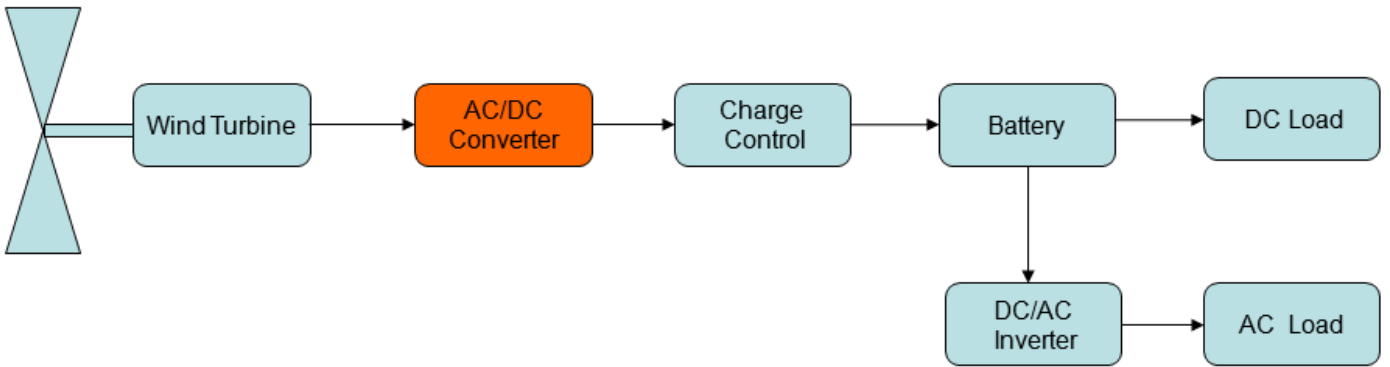 Wind Turbine
AC/DC
Converter
Charge
Control
Battery
DC Load
DC/AC
Inverter
AC Load